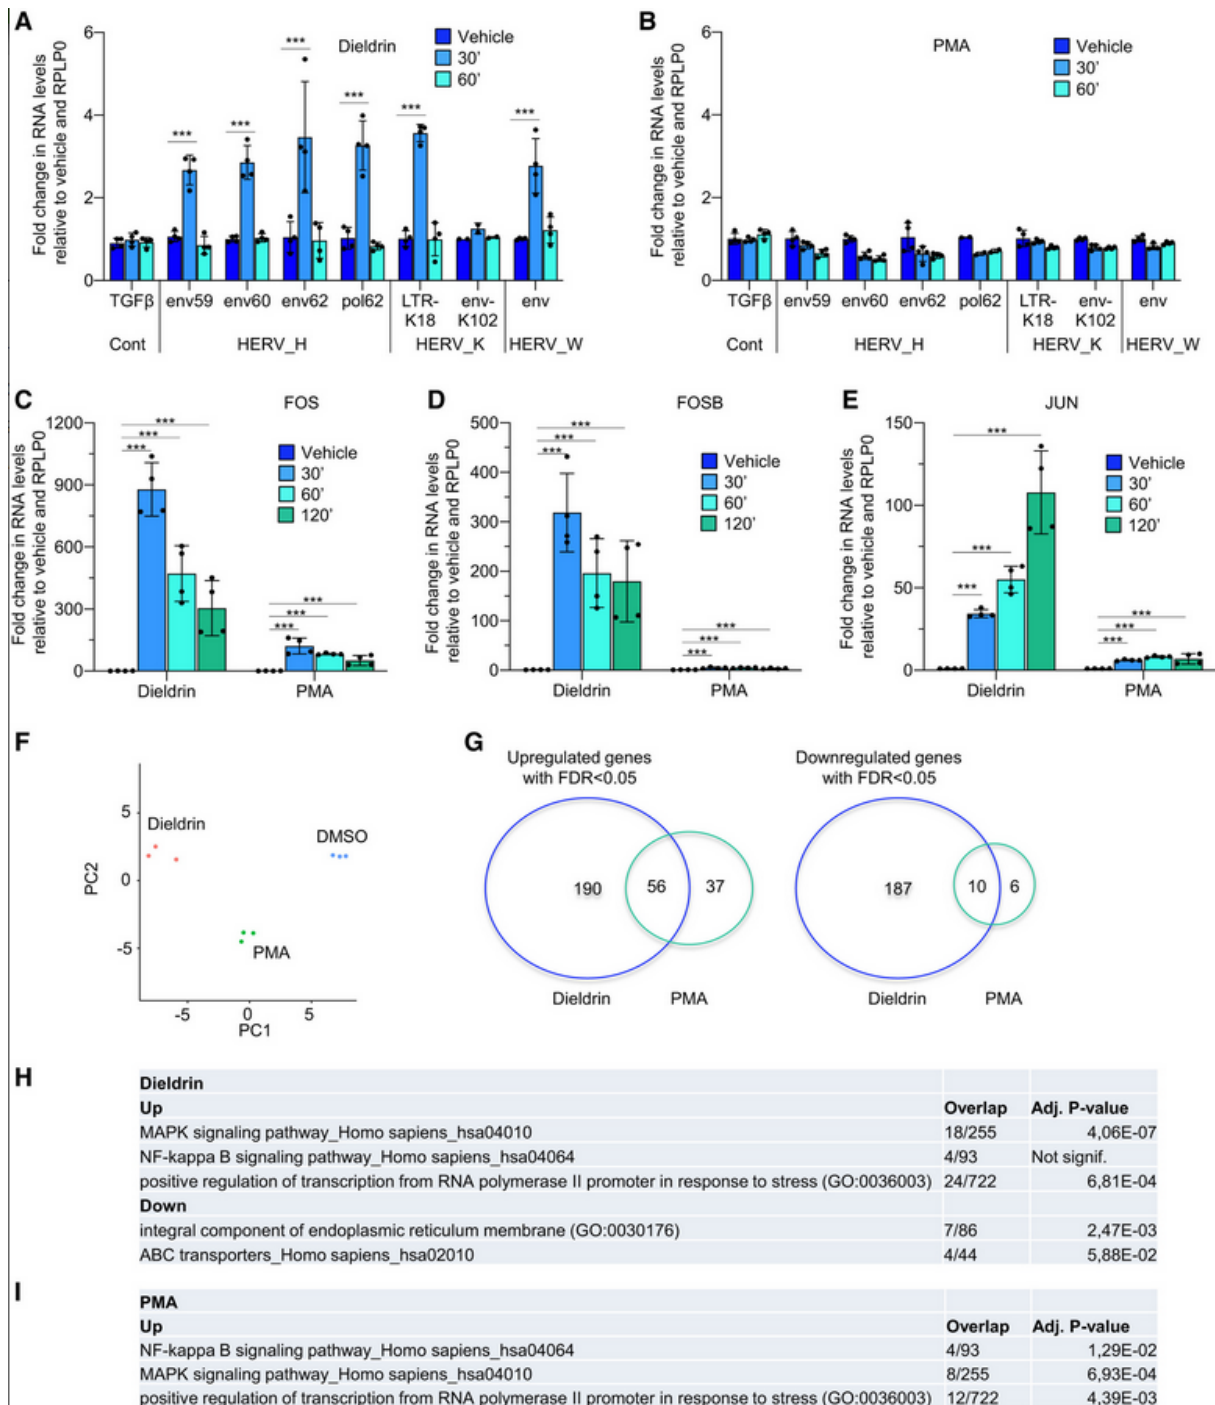 A
Fold change in RNA levels
relative to vehicle and RPLP0
6
4
2
0
Dieldrin
Vehicle
30'
60'
***
***
***
***
***
***
TGFβ
env59
env60
env62
pol62
LTR-
K18
env-
K102
env
Cont
HERV_H
HERV_K
HERV_W
B
Fold change in RNA levels
relative to vehicle and RPLP0
6
4
2
0
PMA
Vehicle
30'
60'
TGFβ
env59
env60
env62
pol62
LTR-
K18
env-
K102
env
Cont
HERV_H
HERV_K
HERV_W
C
FOS
Fold change in RNA levels
relative to vehicle and RPLP0
1200
900
600
300
0
***
***
***
***
***
***
Vehicle
30'
60'
120'
Dieldrin
PMA
D
FOSB
Fold change in RNA levels
relative to vehicle and RPLP0
500
400
300
200
100
0
***
***
***
***
***
***
Vehicle
30'
60'
120'
Dieldrin
PMA
E
JUN
Fold change in RNA levels
relative to vehicle and RPLP0
150
100
50
0
***
***
***
***
***
***
Vehicle
30'
60'
120'
Dieldrin
PMA
F
PC2
5
0
-5
Dieldrin
DMSO
PMA
-5
0
5
PC1
G
Upregulated genes
with FDR<0.05
190
56
37
Dieldrin
PMA
Downregulated genes
with FDR<0.05
187
10
6
Dieldrin
PMA
H
Dieldrin
Up Overlap Adj. P-value
MAPK signaling pathway_Homo sapiens_hsa04010 18/255 4,06E-07
NF-kappa B signaling pathway_Homo sapiens_hsa04064 4/93 Not signif.
positive regulation of transcription from RNA polymerase II promoter in response to stress (GO:0036003) 24/722 6,81E-04
Down
integral component of endoplasmic reticulum membrane (GO:0030176) 7/86 2,47E-03
ABC transporters_Homo sapiens_hsa02010 4/44 5,88E-02
I
PMA
Up Overlap Adj. P-value
NF-kappa B signaling pathway_Homo sapiens_hsa04064 4/93 1,29E-02
MAPK signaling pathway_Homo sapiens_hsa04010 8/255 6,93E-04
positive regulation of transcription from RNA polymerase II promoter in response to stress (GO:0036003) 12/722 4,39E-03